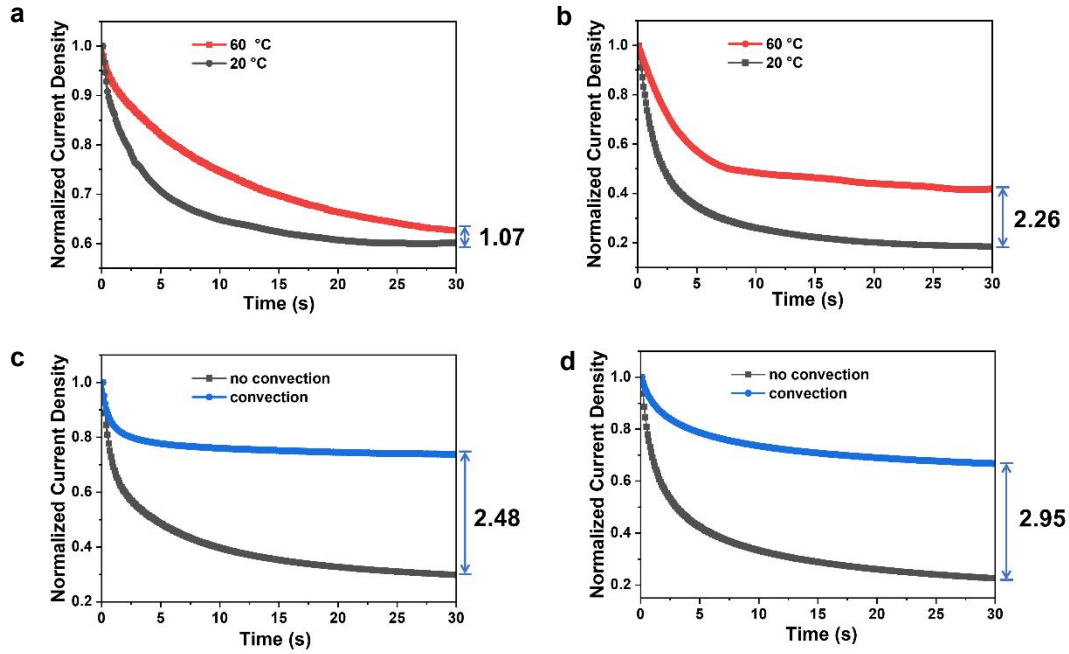 a
Normalized Current Density
1.0
0.9
0.8
0.7
0.6
60 °C
20 °C
1.07
0 5 10 15 20 25 30
Time (s)
b
Normalized Current Density
1.0
0.8
0.6
0.4
0.2
60 °C
20 °C
2.26
0 5 10 15 20 25 30
Time (s)
c
Normalized Current Density
1.0
0.8
0.6
0.4
0.2
no convection
convection
2.48
0 5 10 15 20 25 30
Time (s)
d
Normalized Current Density
1.0
0.8
0.6
0.4
0.2
no convection
convection
2.95
0 5 10 15 20 25 30
Time (s)